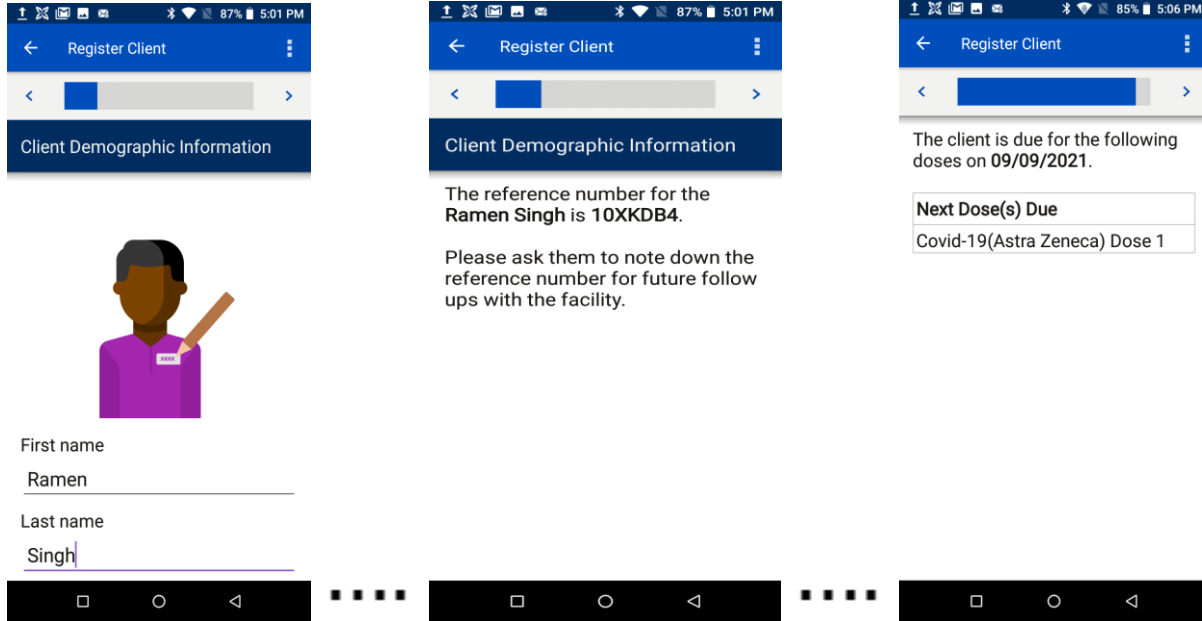 87% 5:01 PM
Register Client
Client Demographic Information
xxxx
First name
Ramen
Last name
Singh
87% 5:01 PM
Register Client
Client Demographic Information
The reference number for the
Ramen Singh is 10XKDB4.
Please ask them to note down the
reference number for future follow
ups with the facility.
85% 5:06 PM
Register Client
The client is due for the following
doses on 09/09/2021.
Next Dose(s) Due
Covid-19(Astra Zeneca) Dose 1